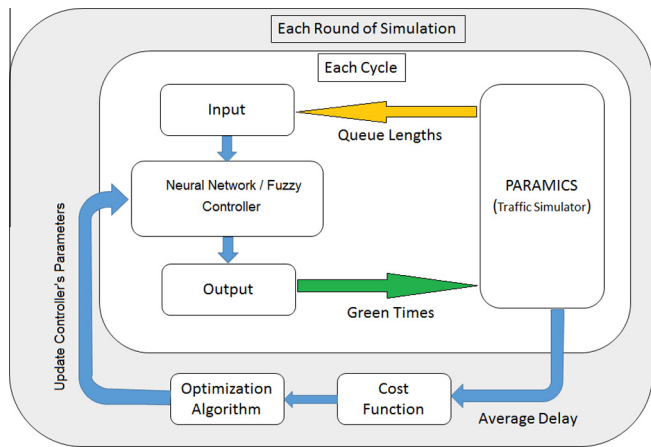 Each Round of Simulation
Each Cycle
Input
Queue Lengths
Neural Network / Fuzzy
Controller
PARAMICS
(Traffic Simulator)
Output
Green Times
Update Controller's Parameters
Optimization
Algorithm
Cost
Function
Average Delay